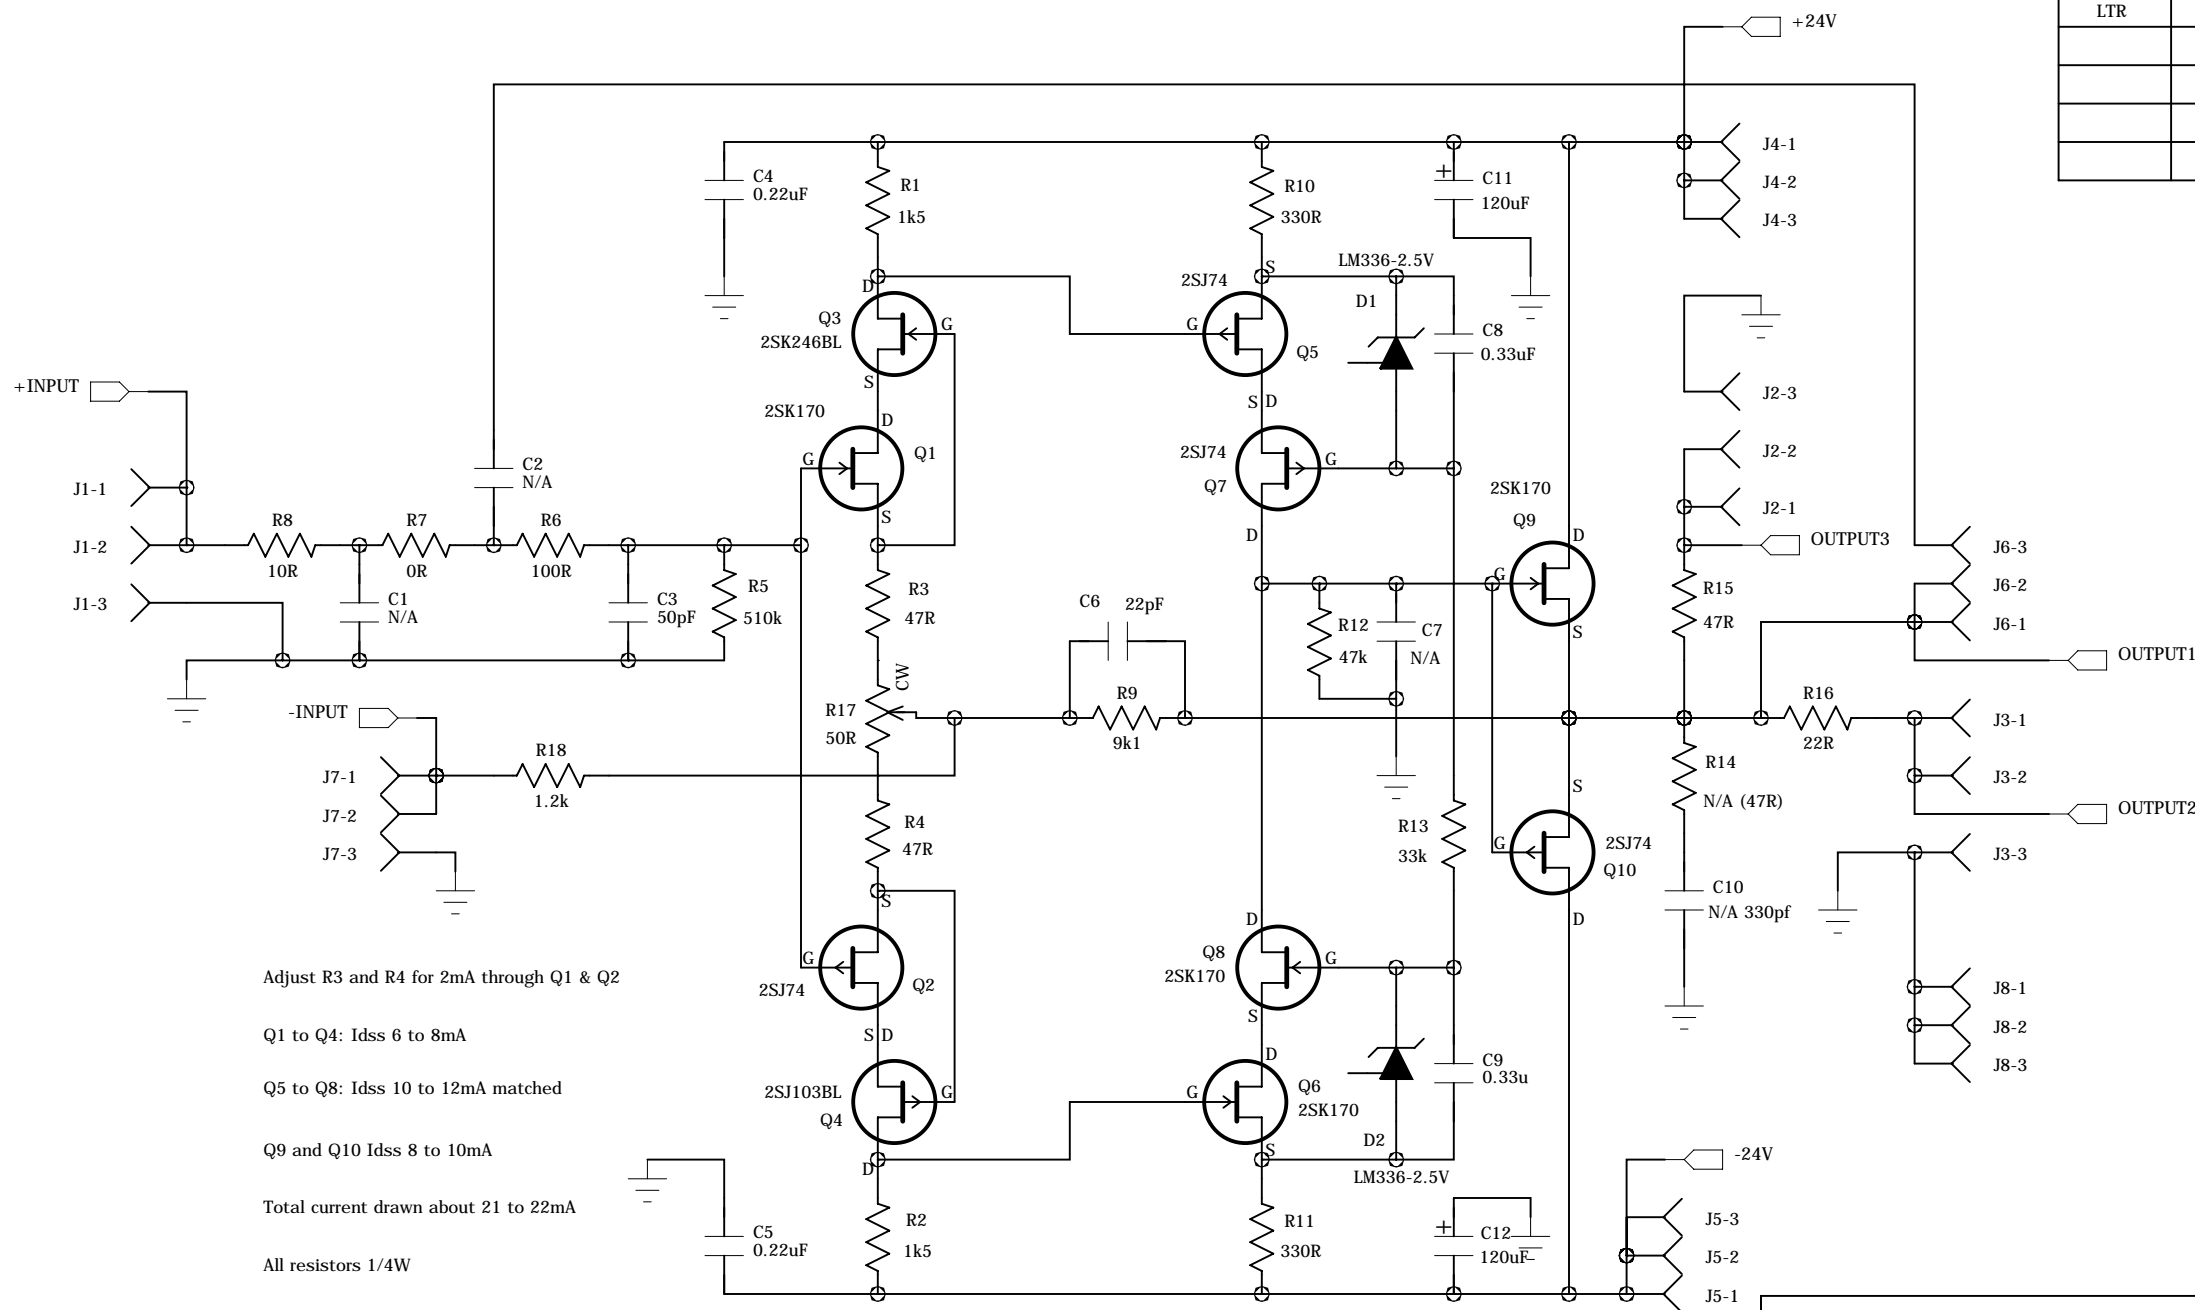 LTR
+24V
J4-1
J4-2
J4-3
C4
0.22uF
R1
1k5
R10
330R
C11
+
120uF
LM336-2.5V
D1
D
Q3
2SK246BL
G
S
2SJ74
S
G
Q5
C8
0.33uF
+INPUT
2SK170
D
G
Q1
S
S D
2SJ74
G
Q7
D
J2-3
J2-2
J2-1
C2
N/A
J1-1
J1-2
J1-3
R8
10R
R7
0R
R6
100R
C1
N/A
C3
50pF
R5
510k
R3
47R
2SK170
Q9
D
G
S
OUTPUT3
R15
47R
J6-3
J6-2
J6-1
OUTPUT1
C6
22pF
R12
47k
C7
N/A
CW
R17
50R
R9
9k1
-INPUT
R18
1.2k
J7-1
J7-2
J7-3
R16
22R
J3-1
J3-2
OUTPUT2
J3-3
R14
N/A (47R)
R4
47R
R13
33k
S
G
2SJ74
Q10
D
C10
N/A 330pf
S
G
2SJ74
Q2
S D
D
Q8
2SK170
G
S
J8-1
J8-2
J8-3
Adjust R3 and R4 for 2mA through Q1 & Q2
Q1 to Q4: Idss 6 to 8mA
Q5 to Q8: Idss 10 to 12mA matched
Q9 and Q10 Idss 8 to 10mA
Total current drawn about 21 to 22mA
All resistors 1/4W
2SJ103BL
Q4
G
D
D
G
Q6
2SK170
S
C9
0.33u
D2
LM336-2.5V
-24V
J5-3
J5-2
J5-1
C5
0.22uF
R2
1k5
R11
330R
+
C12
120uF